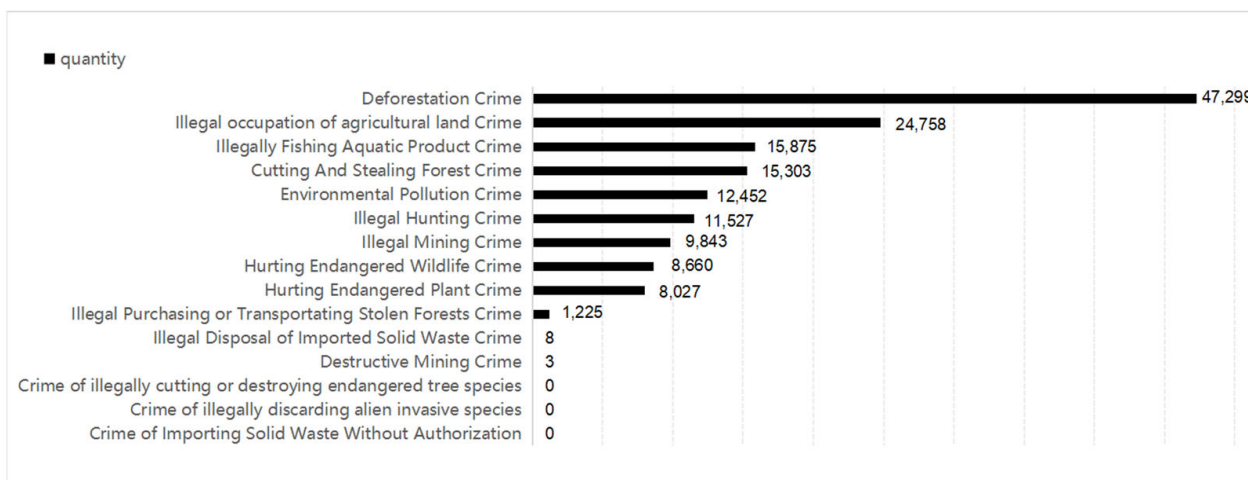 quantity
Deforestation Crime 47,299
Illegal occupation of agricultural land Crime 24,758
Illegally Fishing Aquatic Product Crime 15,875
Cutting And Stealing Forest Crime 15,303
Environmental Pollution Crime 12,452
Illegal Hunting Crime 11,527
Illegal Mining Crime 9,843
Hurting Endangered Wildlife Crime 8,660
Hurting Endangered Plant Crime 8,027
Illegal Purchasing or Transportating Stolen Forests Crime 1,225
Illegal Disposal of Imported Solid Waste Crime 8
Destructive Mining Crime 3
Crime of illegally cutting or destroying endangered tree species 0
Crime of illegally discarding alien invasive species 0
Crime of Importing Solid Waste Without Authorization 0